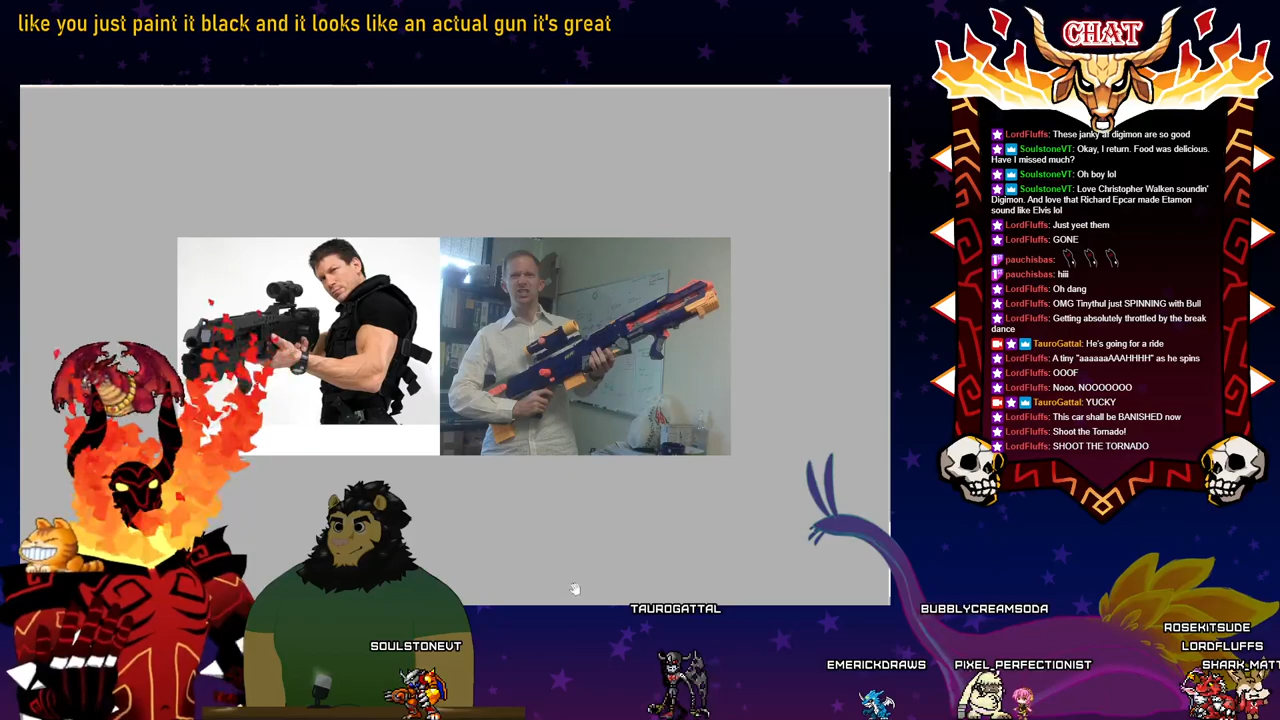 like you just paint it black and it looks like an actual gun it's great
CHAT
LordFluffs: These janky af digimon are so good
SoulstoneVT: Okay, I return. Food was delicious.
Have I missed much?
SoulstoneVT: Oh boy lol
SoulstoneVT: Love Christopher Walken soundin'
Digimon. And love that Richard Epcar made Etamon
sound like Elvis lol
LordFluffs: Just yeet them
LordFluffs: GONE
pauchisbas:
pauchisbas: hiii
LordFluffs: Oh dang
LordFluffs: OMG Tinythul just SPINNING with Bull
LordFluffs: Getting absolutely throttled by the break
dance
TauroGattal: He's going for a ride
LordFluffs: A tiny "aaaaaaAAAHHHH" as he spins
LordFluffs: OOOF
LordFluffs: Nooo, NOOOOOOO
TauroGattal: YUCKY
LordFluffs: This car shall be BANISHED now
LordFluffs: Shoot the Tornado!
LordFluffs: SHOOT THE TORNADO
TAUROGATTAL
BUBBLYCREAMSODA
ROSEKITSUDE
SOULSTONEVT
LORDFLUFFS
EMERICKDRAWS
PIXEL_PERFECTIONIST
SHARK_MATT